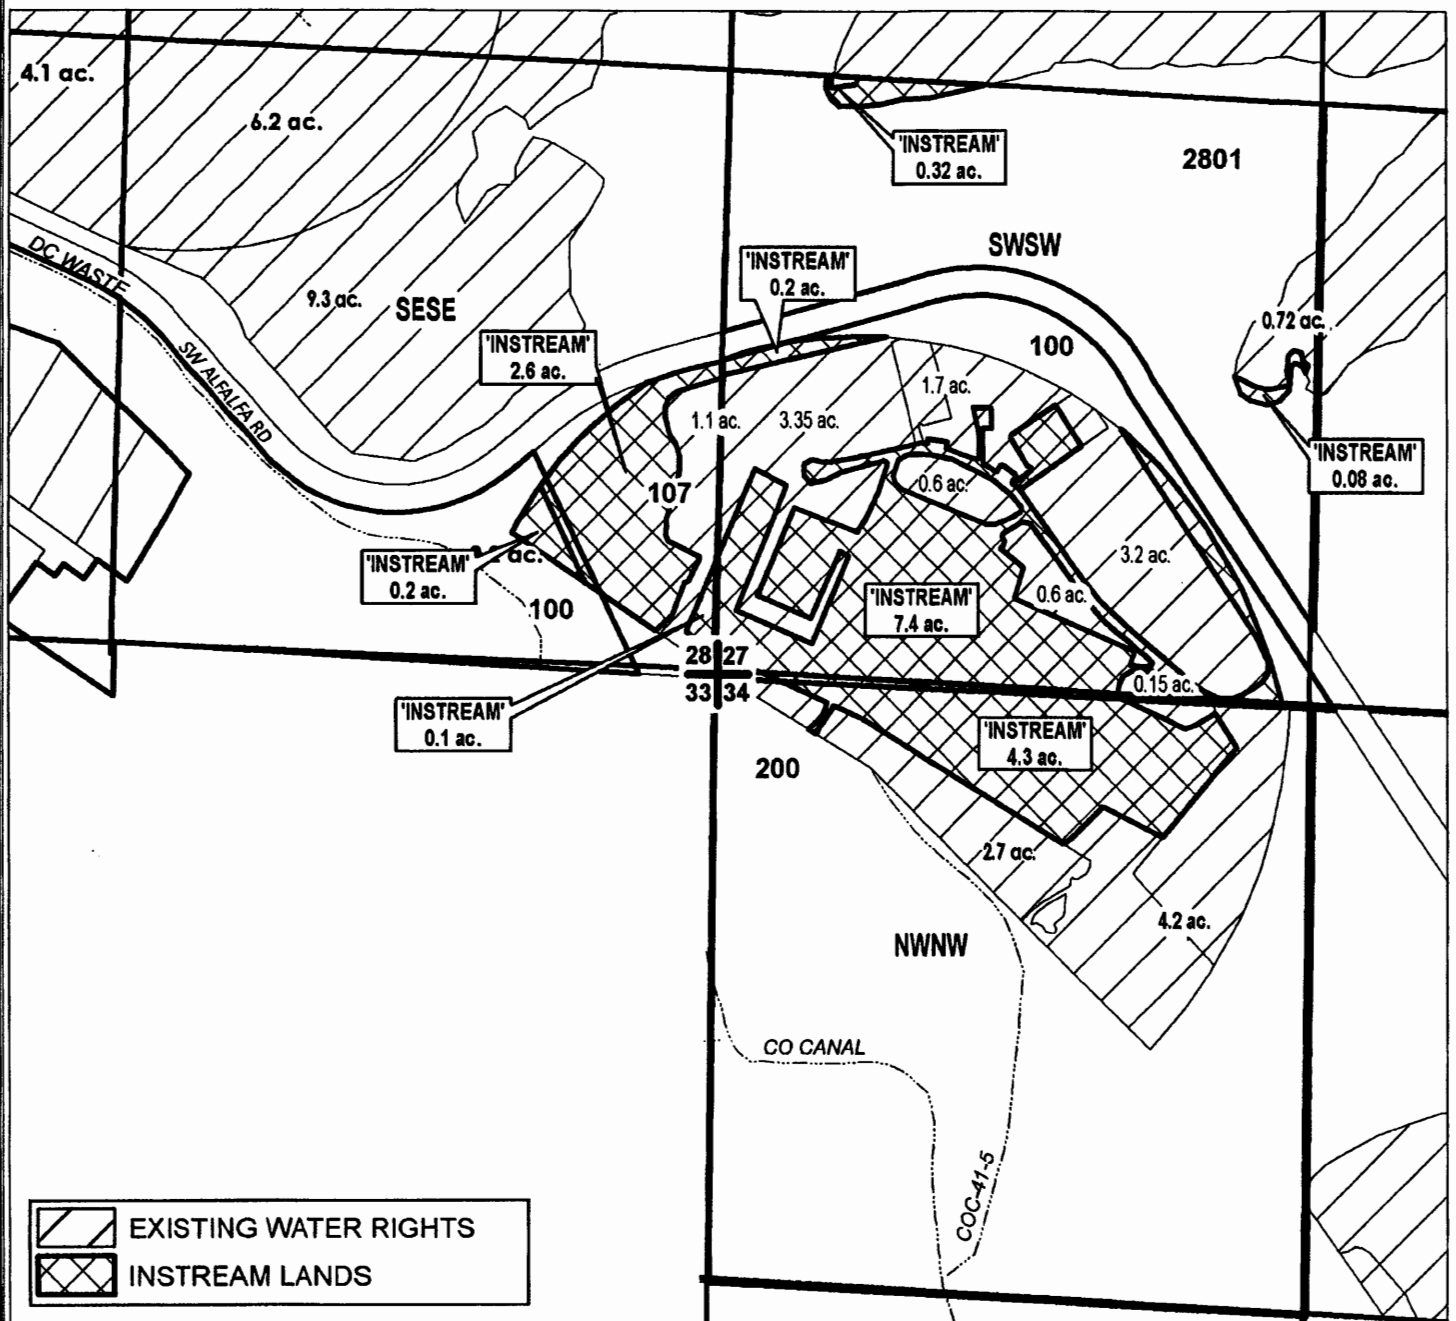 4.1 ac.
6.2 ac.
'INSTREAM'
0.32 ac.
2801
DC WASTE
SWSW
'INSTREAM'
0.2 ac.
9.3 ac.
SESE
0.72 ac.
SW ALFALFA RD
'INSTREAM'
2.6 ac.
100
1.7 ac.
1.1 ac.
3.35 ac.
'INSTREAM'
0.08 ac.
107
0.6 ac.
3.2 ac.
'INSTREAM'
0.2 ac.
ac.
100
'INSTREAM'
7.4 ac.
0.6 ac.
28 27
33 34
0.15 ac.
'INSTREAM'
0.1 ac.
'INSTREAM'
4.3 ac.
200
2.7 ac.
4.2 ac.
NWNW
CO CANAL
COC-41-5
EXISTING WATER RIGHTS
INSTREAM LANDS